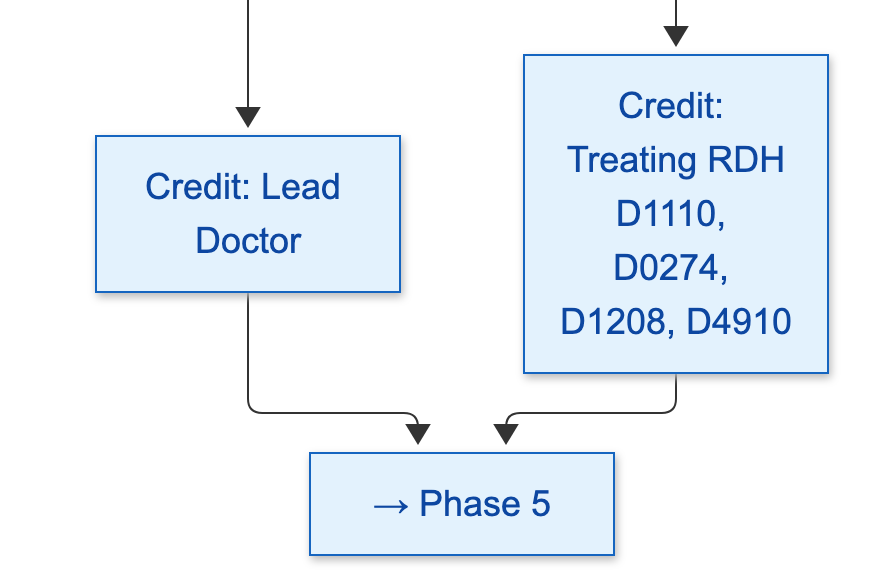 Credit: Lead
Doctor
Credit:
Treating RDH
D1110,
D0274,
D1208, D4910
→ Phase 5